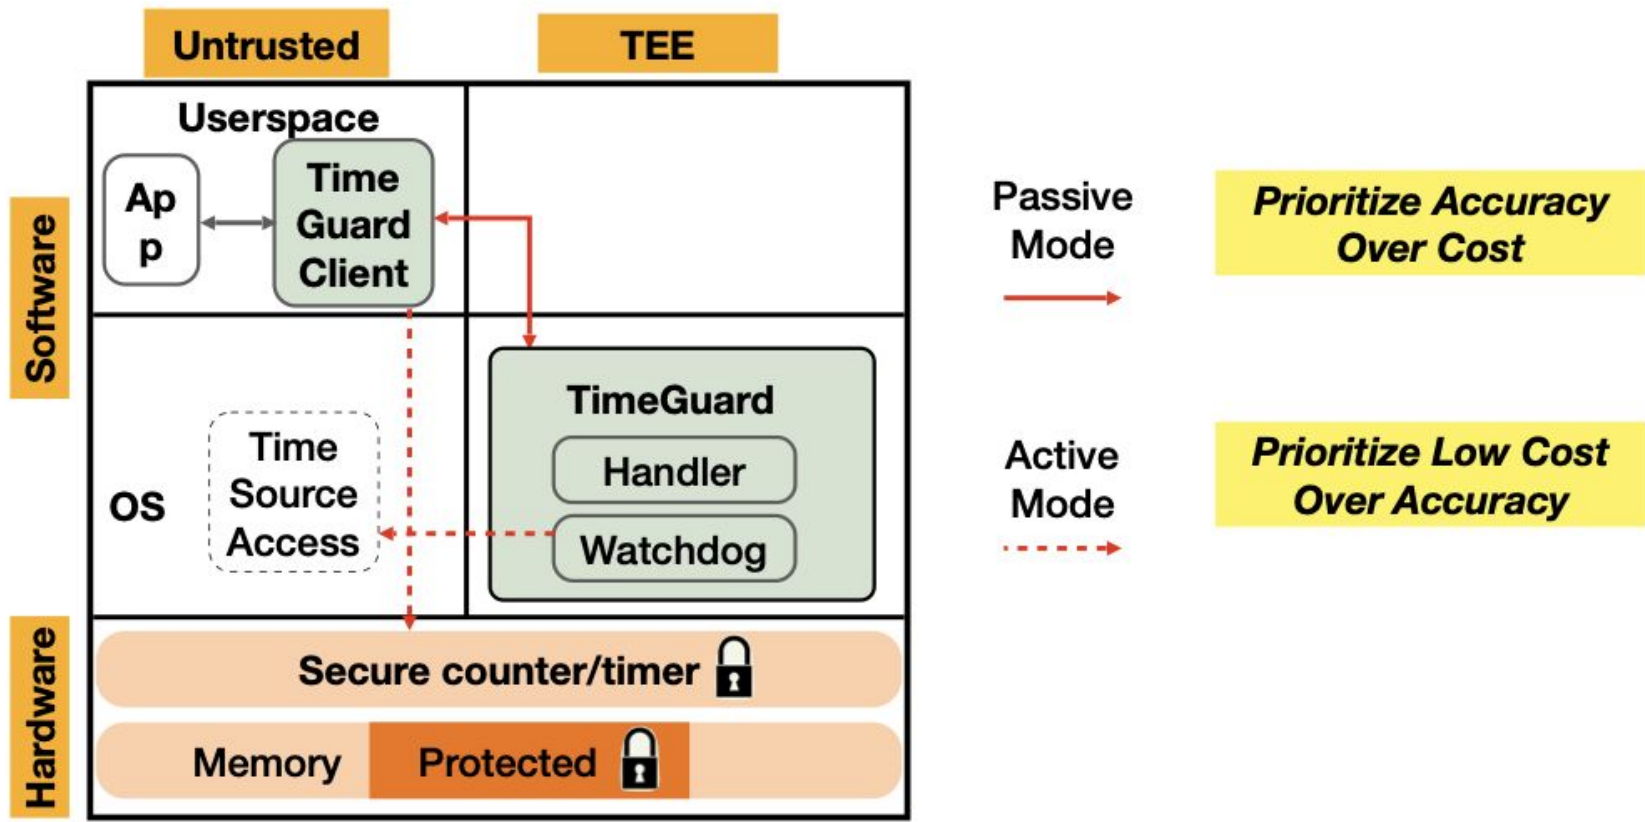 Untrusted
TEE
Software
Userspace
Ap
p
Time
Guard
Client
OS
Time
Source
Access
TimeGuard
Handler
Watchdog
Hardware
Secure counter/timer
Memory
Protected
Passive
Mode
Prioritize Accuracy
Over Cost
Active
Mode
Prioritize Low Cost
Over Accuracy